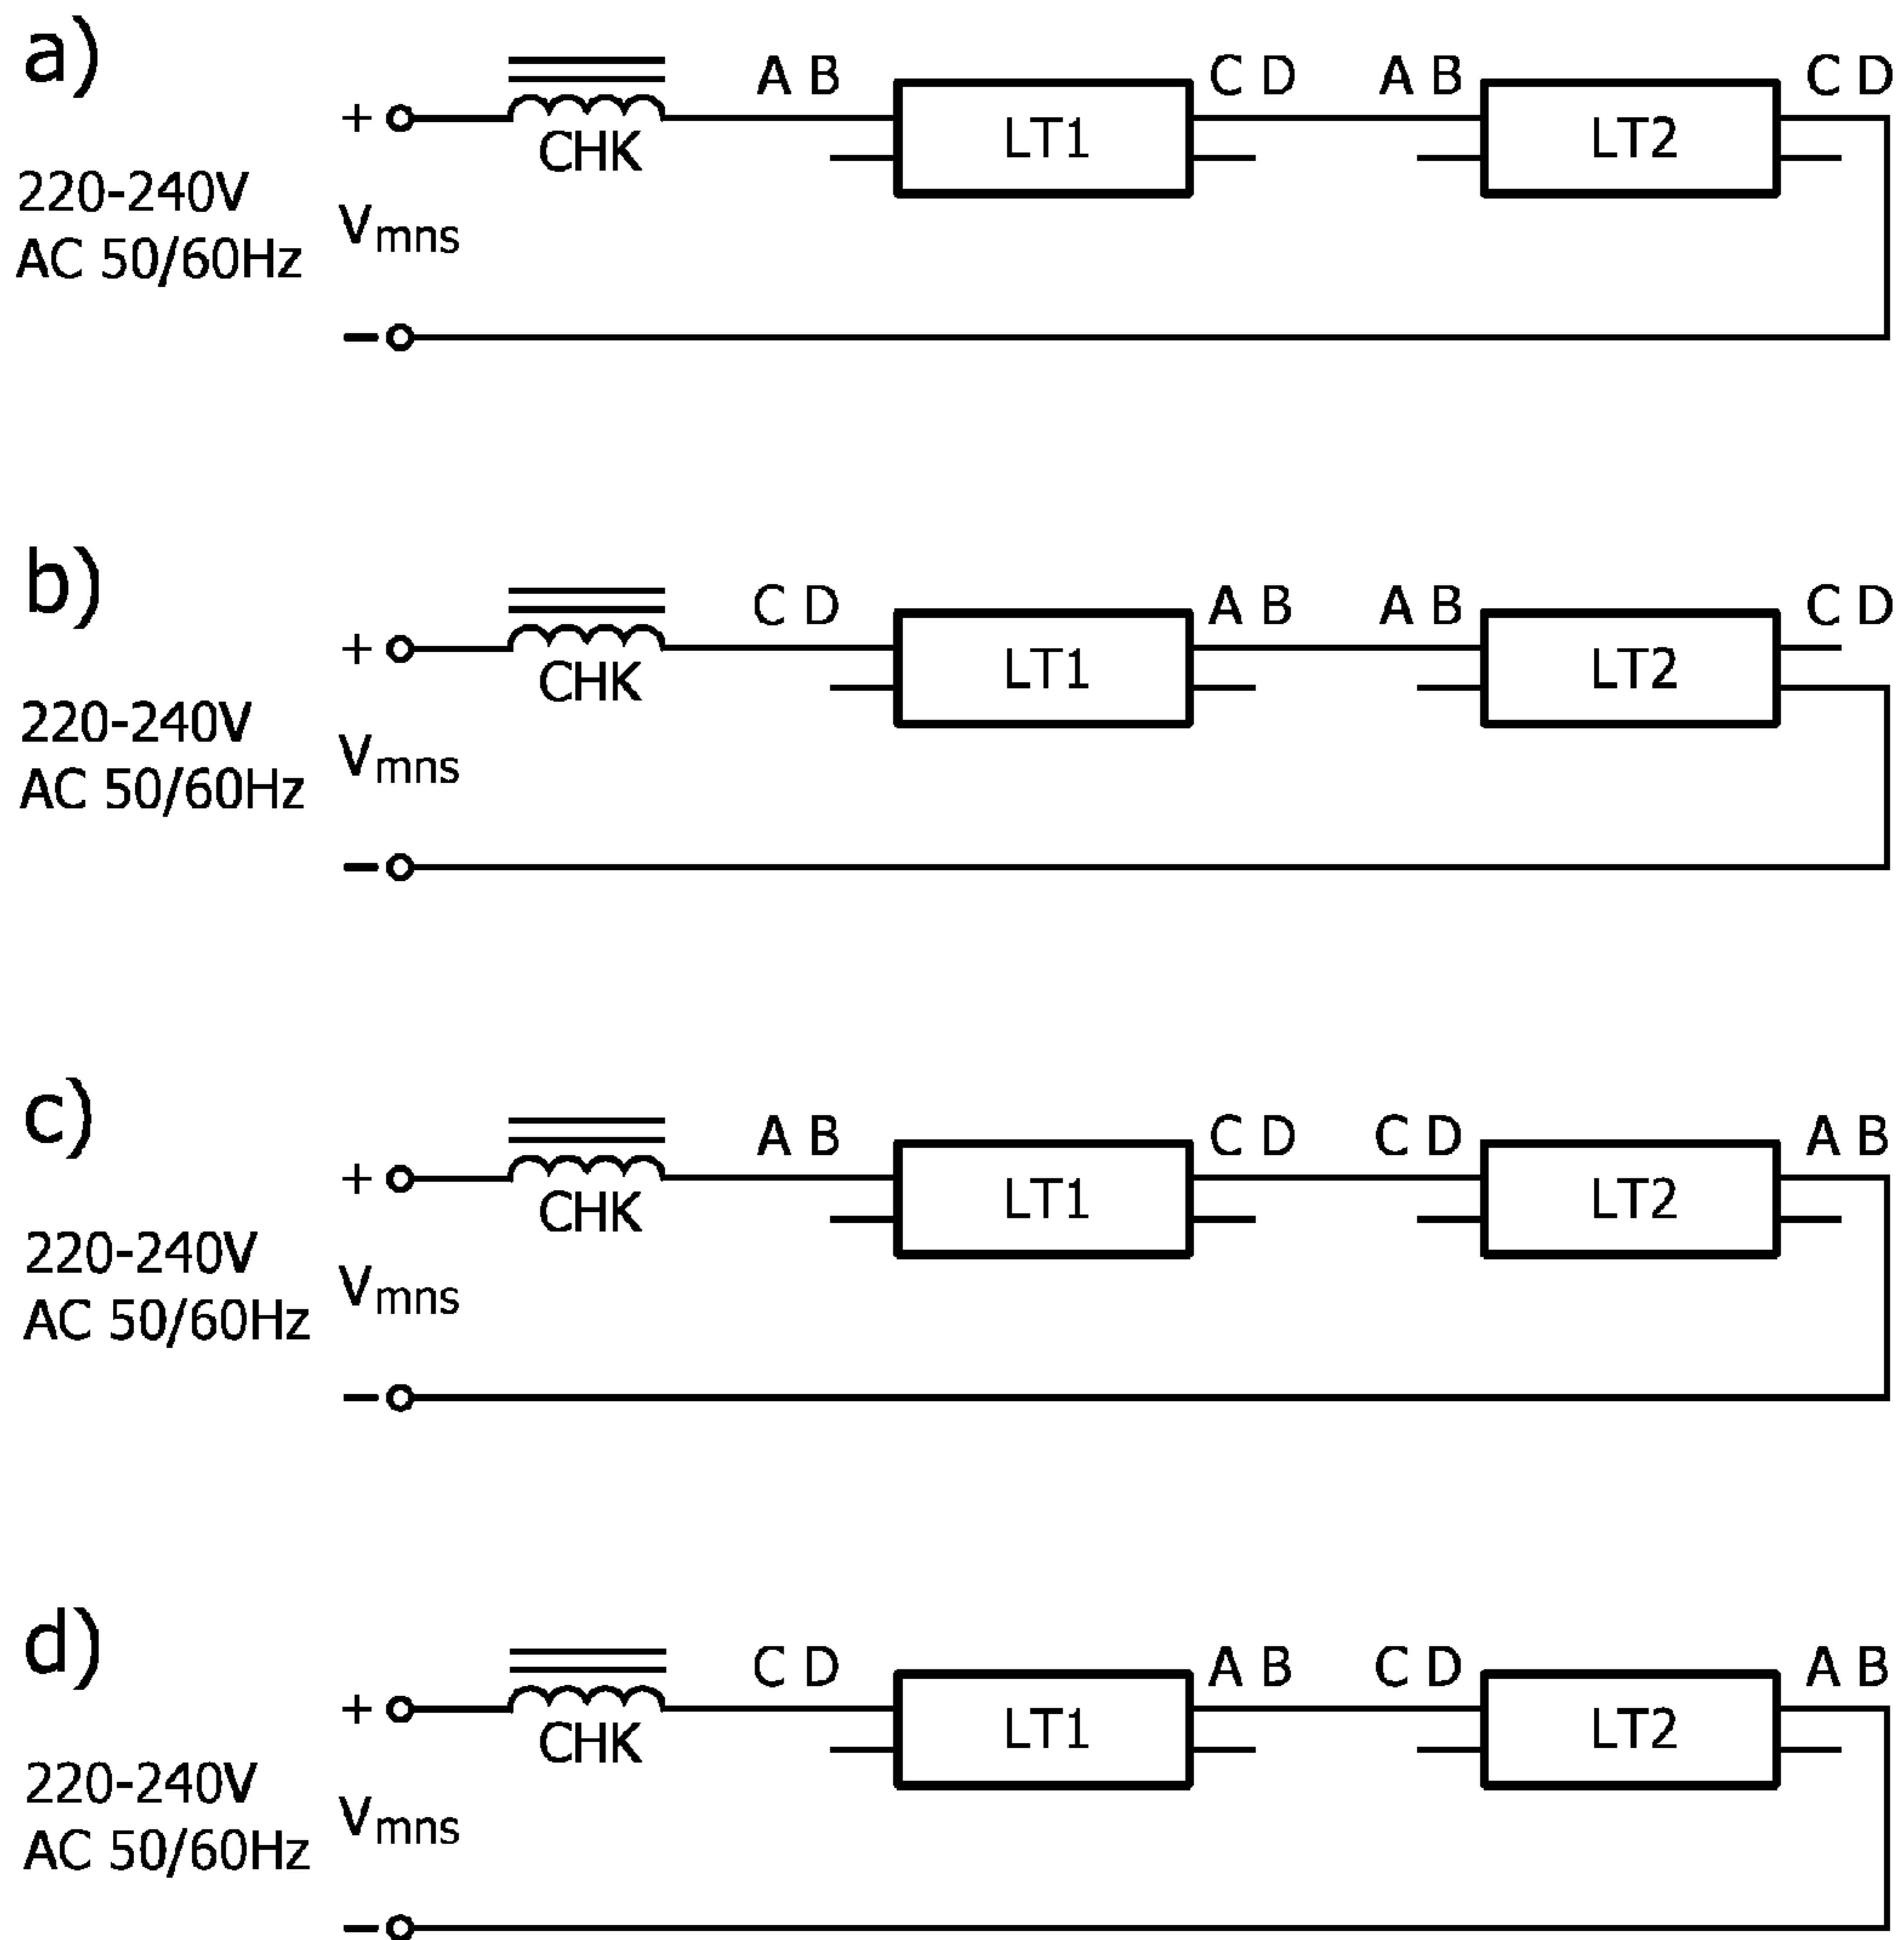 a)
A B C D A B C D
+ CHK LT1 LT2
220-240V
AC 50/60Hz
Vmns
−
b)
C D A B A B C D
+ CHK LT1 LT2
220-240V
AC 50/60Hz
Vmns
−
c)
A B C D C D A B
+ CHK LT1 LT2
220-240V
AC 50/60Hz
Vmns
−
d)
C D A B C D A B
+ CHK LT1 LT2
220-240V
AC 50/60Hz
Vmns
−